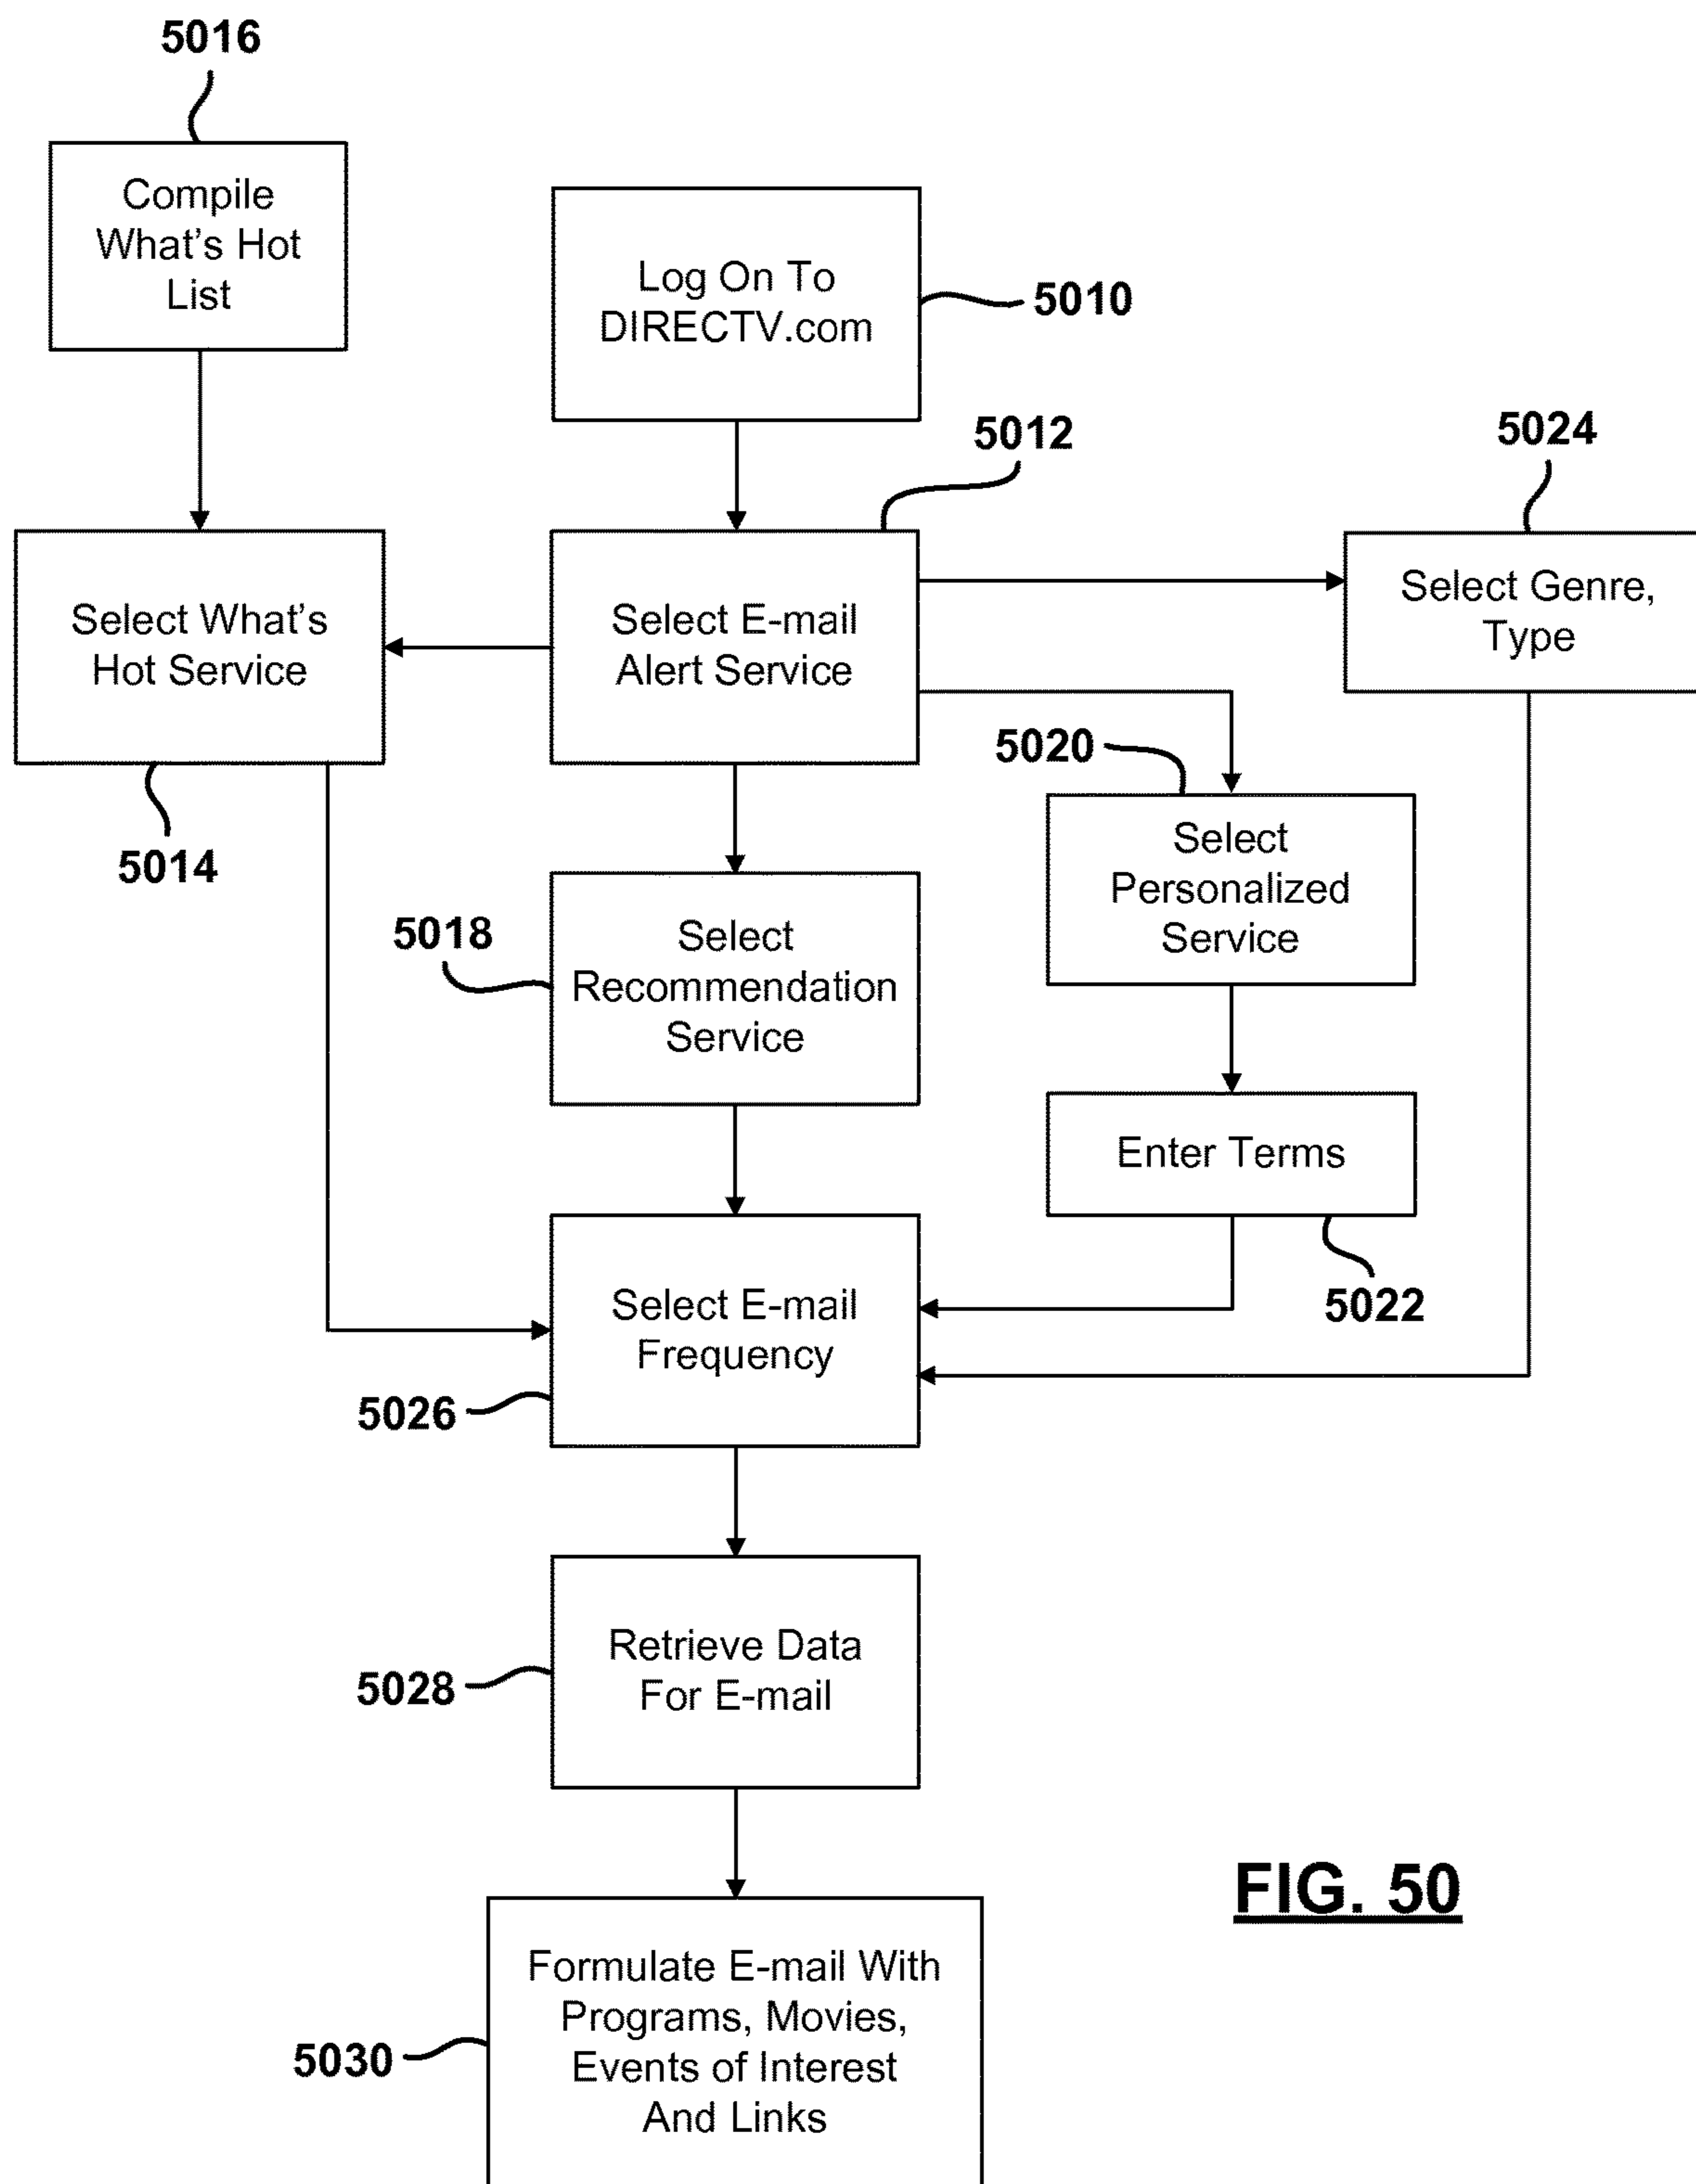 5016
Compile
What's Hot
List
Log On To
DIRECTV.com
5010
5012
5024
Select What's
Hot Service
Select E-mail
Alert Service
Select Genre,
Type
5014
5020
Select
Personalized
Service
5018
Select
Recommendation
Service
Enter Terms
5022
Select E-mail
Frequency
5026
Retrieve Data
For E-mail
5028
FIG. 50
Formulate E-mail With
Programs, Movies,
Events of Interest
And Links
5030